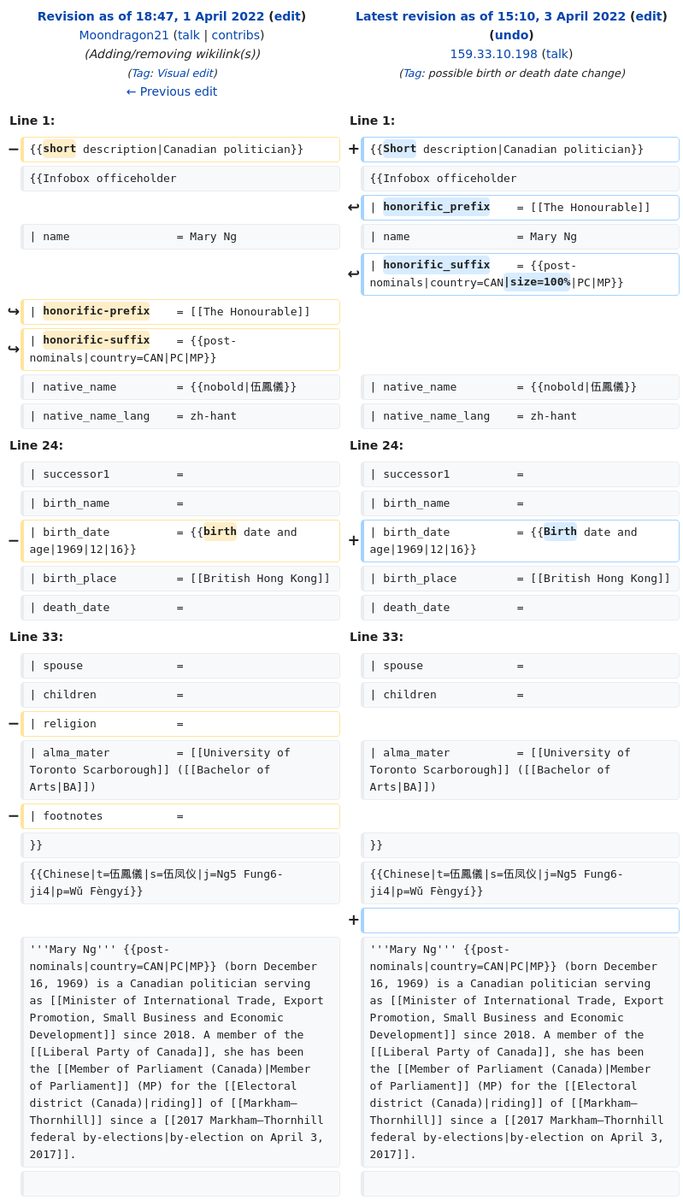 Revision as of 18:47, 1 April 2022 (edit)
Moondragon21 (talk | contribs)
(Adding/removing wikilink(s))
(Tag: Visual edit)
← Previous edit
Latest revision as of 15:10, 3 April 2022 (edit)
(undo)
159.33.10.198 (talk)
(Tag: possible birth or death date change)
Line 1:
Line 1:
− {{short description|Canadian politician}}
+ {{Short description|Canadian politician}}
{{Infobox officeholder
{{Infobox officeholder
↩ | honorific_prefix = [[The Honourable]]
| name = Mary Ng
| name = Mary Ng
↩ | honorific_suffix = {{post-
nominals|country=CAN|size=100%|PC|MP}}
↪ | honorific-prefix = [[The Honourable]]
↪ | honorific-suffix = {{post-
nominals|country=CAN|PC|MP}}
| native_name = {{nobold|伍鳳儀}}
| native_name = {{nobold|伍鳳儀}}
| native_name_lang = zh-hant
| native_name_lang = zh-hant
Line 24:
Line 24:
| successor1 =
| successor1 =
| birth_name =
| birth_name =
− | birth_date = {{birth date and
age|1969|12|16}}
+ | birth_date = {{Birth date and
age|1969|12|16}}
| birth_place = [[British Hong Kong]]
| birth_place = [[British Hong Kong]]
| death_date =
| death_date =
Line 33:
Line 33:
| spouse =
| spouse =
| children =
| children =
− | religion =
| alma_mater = [[University of
Toronto Scarborough]] ([[Bachelor of
Arts|BA]])
| alma_mater = [[University of
Toronto Scarborough]] ([[Bachelor of
Arts|BA]])
− | footnotes =
}}
}}
{{Chinese|t=伍鳳儀|s=伍凤仪|j=Ng5 Fung6-
ji4|p=Wǔ Fèngyí}}
{{Chinese|t=伍鳳儀|s=伍凤仪|j=Ng5 Fung6-
ji4|p=Wǔ Fèngyí}}
+
'''Mary Ng''' {{post-
nominals|country=CAN|PC|MP}} (born December
16, 1969) is a Canadian politician serving
as [[Minister of International Trade, Export
Promotion, Small Business and Economic
Development]] since 2018. A member of the
[[Liberal Party of Canada]], she has been
the [[Member of Parliament (Canada)|Member
of Parliament]] (MP) for the [[Electoral
district (Canada)|riding]] of [[Markham—
Thornhill]] since a [[2017 Markham—Thornhill
federal by-elections|by-election on April 3,
2017]].
'''Mary Ng''' {{post-
nominals|country=CAN|PC|MP}} (born December
16, 1969) is a Canadian politician serving
as [[Minister of International Trade, Export
Promotion, Small Business and Economic
Development]] since 2018. A member of the
[[Liberal Party of Canada]], she has been
the [[Member of Parliament (Canada)|Member
of Parliament]] (MP) for the [[Electoral
district (Canada)|riding]] of [[Markham—
Thornhill]] since a [[2017 Markham—Thornhill
federal by-elections|by-election on April 3,
2017]].